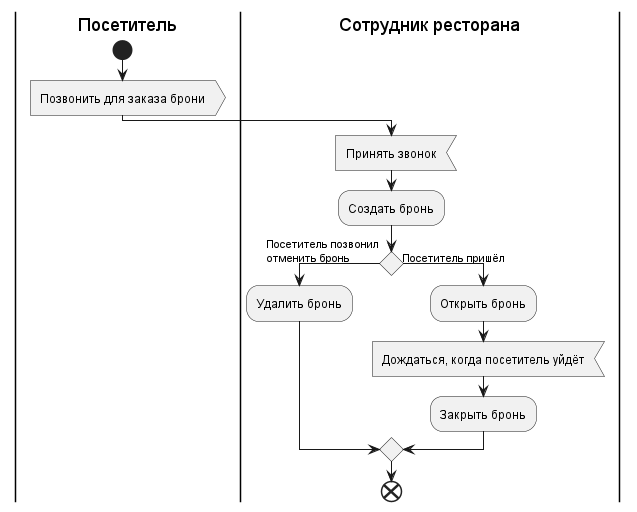 Посетитель
Сотрудник ресторана
Позвонить для заказа брони
Принять звонок
Создать бронь
Посетитель позвонил
отменить бронь
Посетитель пришёл
Удалить бронь
Открыть бронь
Дождаться, когда посетитель уйдёт
Закрыть бронь